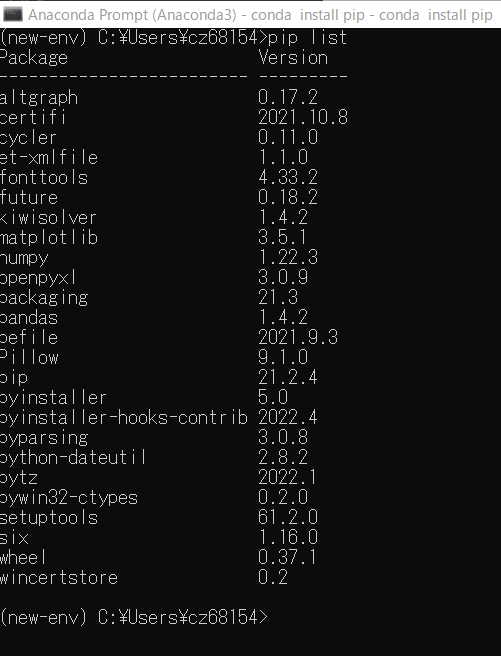 Anaconda Prompt (Anaconda3) - conda  install pip - conda  install pip
(new-env) C:¥Users¥cz68154>pip list
Package                   Version
------------------------- ---------
altgraph                  0.17.2
certifi                   2021.10.8
cycler                    0.11.0
et-xmlfile                1.1.0
fonttools                 4.33.2
future                    0.18.2
kiwisolver                1.4.2
matplotlib                3.5.1
numpy                     1.22.3
openpyxl                  3.0.9
packaging                 21.3
pandas                    1.4.2
pefile                    2021.9.3
Pillow                    9.1.0
pip                       21.2.4
pyinstaller               5.0
pyinstaller-hooks-contrib 2022.4
pyparsing                 3.0.8
python-dateutil           2.8.2
pytz                      2022.1
pywin32-ctypes            0.2.0
setuptools                61.2.0
six                       1.16.0
wheel                     0.37.1
wincertstore              0.2
(new-env) C:¥Users¥cz68154>